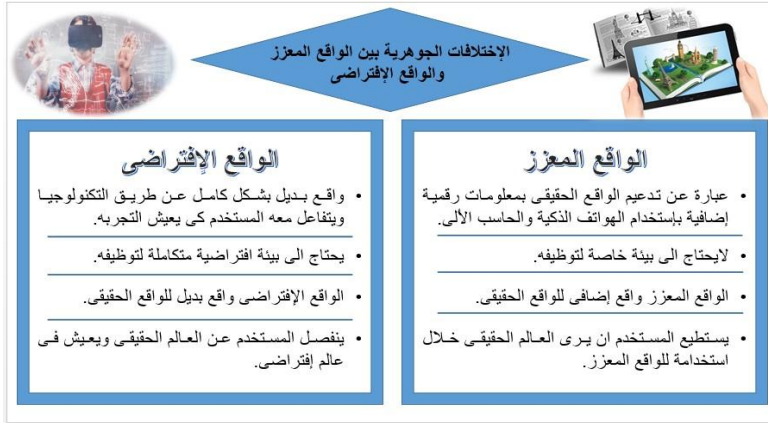 الإختلافات الجوهرية بين الواقع المعزز
والواقع الإفتراضى
الواقع المعزز
• عبارة عن تدعيم الواقع الحقيقى بمعلومات رقمية
إضافية بإستخدام الهواتف الذكية والحاسب الألى.
• لايحتاج الى بيئة خاصة لتوظيفه.
• الواقع المعزز واقع إضافى للواقع الحقيقى.
• يستطيع المستخدم ان يرى العالم الحقيقى خلال
استخدامة للواقع المعزز.
الواقع الإفتراضى
• واقع بديل بشكل كامل عن طريق التكنولوجيا
ويتفاعل معه المستخدم كى يعيش التجربه.
• يحتاج الى بيئة افتراضية متكاملة لتوظيفه.
• الواقع الإفتراضى واقع بديل للواقع الحقيقى.
• ينفصل المستخدم عن العالم الحقيقى ويعيش فى
عالم إفتراضى.